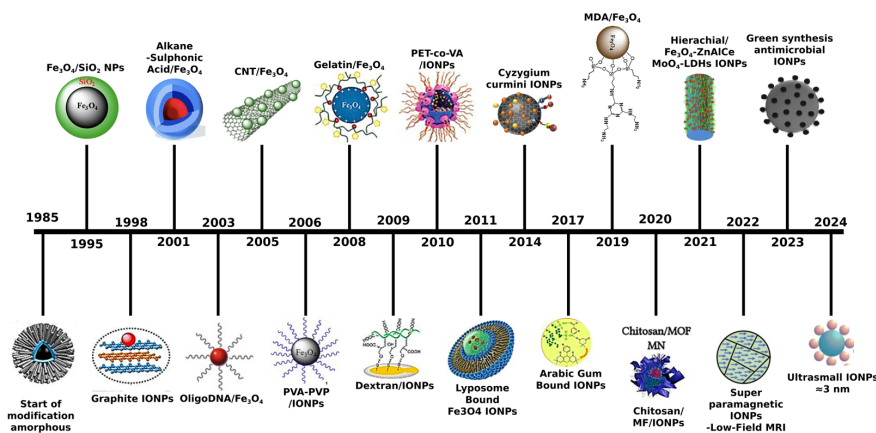 MDA/Fe₃O₄
Fe₃O₄
Alkane
-Sulphonic
Acid/Fe₃O₄
Hierachial/
Fe₃O₄-ZnAlCe
MoO₄-LDHs IONPs
Green synthesis
antimicrobial
IONPs
Fe₃O₄/SiO₂ NPs
SiO₂
Fe₃O₄
CNT/Fe₃O₄
Gelatin/Fe₃O₄
Fe₃O₄
PET-co-VA
/IONPs
Cyzygium
curmini IONPs
1985
1998
2003
2006
2009
2011
2017
2020
2022
2024
1995
2001
2005
2008
2010
2014
2019
2021
2023
Start of
modification
amorphous
Graphite IONPs
OligoDNA/Fe₃O₄
Fe₃O₄
PVA-PVP
/IONPs
Dextran/IONPs
Lyposome
Bound
Fe3O4 IONPs
Arabic Gum
Bound IONPs
Chitosan/MOF
MN
Chitosan/
MF/IONPs
Super
paramagnetic
IONPs
-Low-Field MRI
Ultrasmall IONPs
≈3 nm